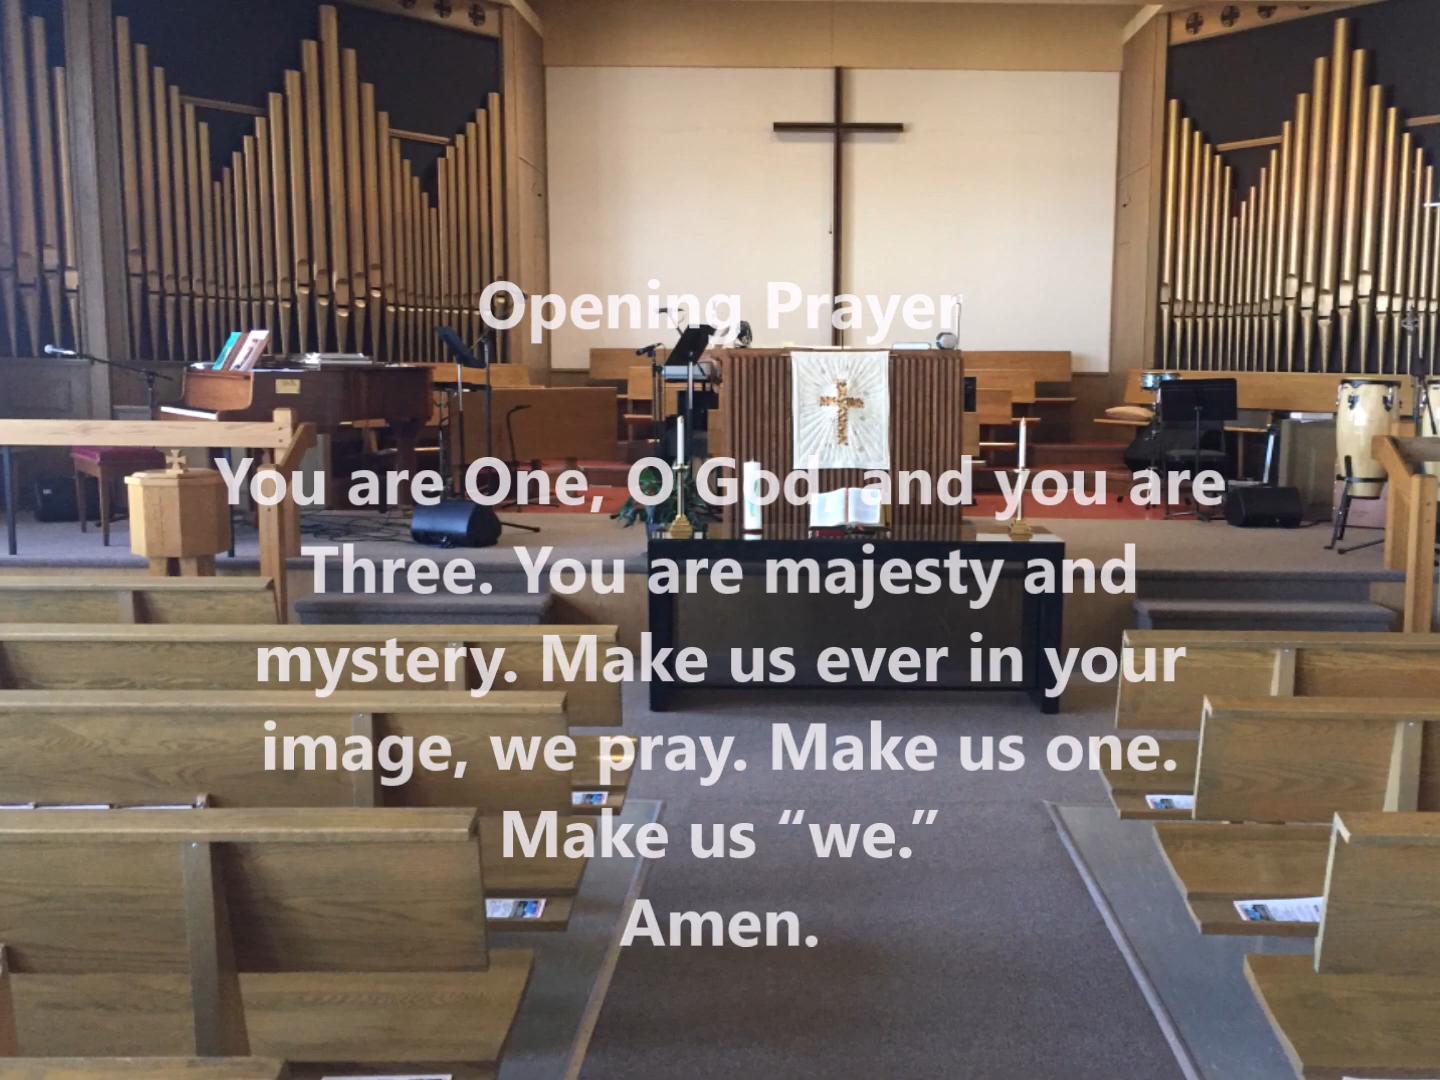 Opening Prayer
You are One, O God, and you are
Three. You are majesty and
mystery. Make us ever in your
image, we pray. Make us one.
Make us “we.”
Amen.